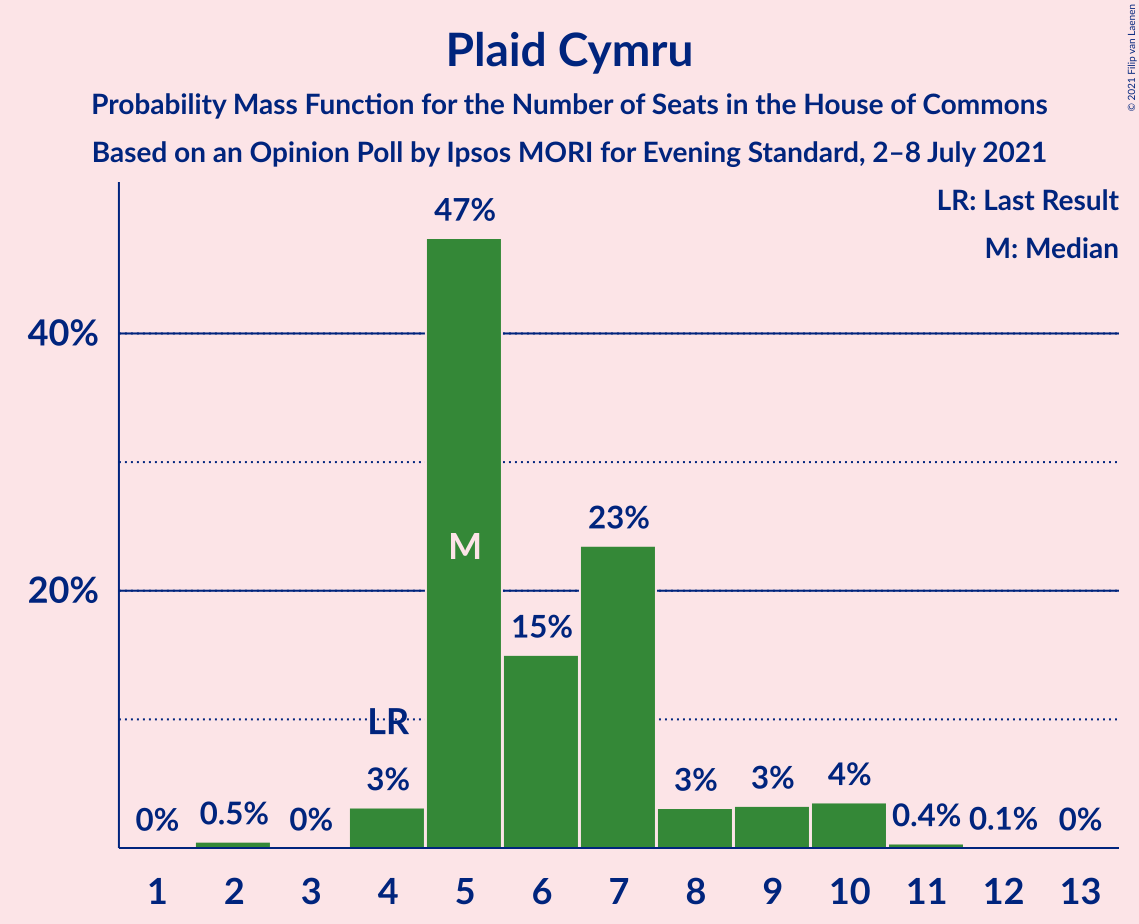 Plaid Cymru
Probability Mass Function for the Number of Seats in the House of Commons
Based on an Opinion Poll by Ipsos MORI for Evening Standard, 2–8 July 2021
© 2021 Filip van Laenen
LR: Last Result
M: Median
47%
40%
M
23%
20%
15%
LR
3%
3%
3%
4%
0%
0.5%
0%
0.4%
0.1%
0%
1 2 3 4 5 6 7 8 9 10 11 12 13